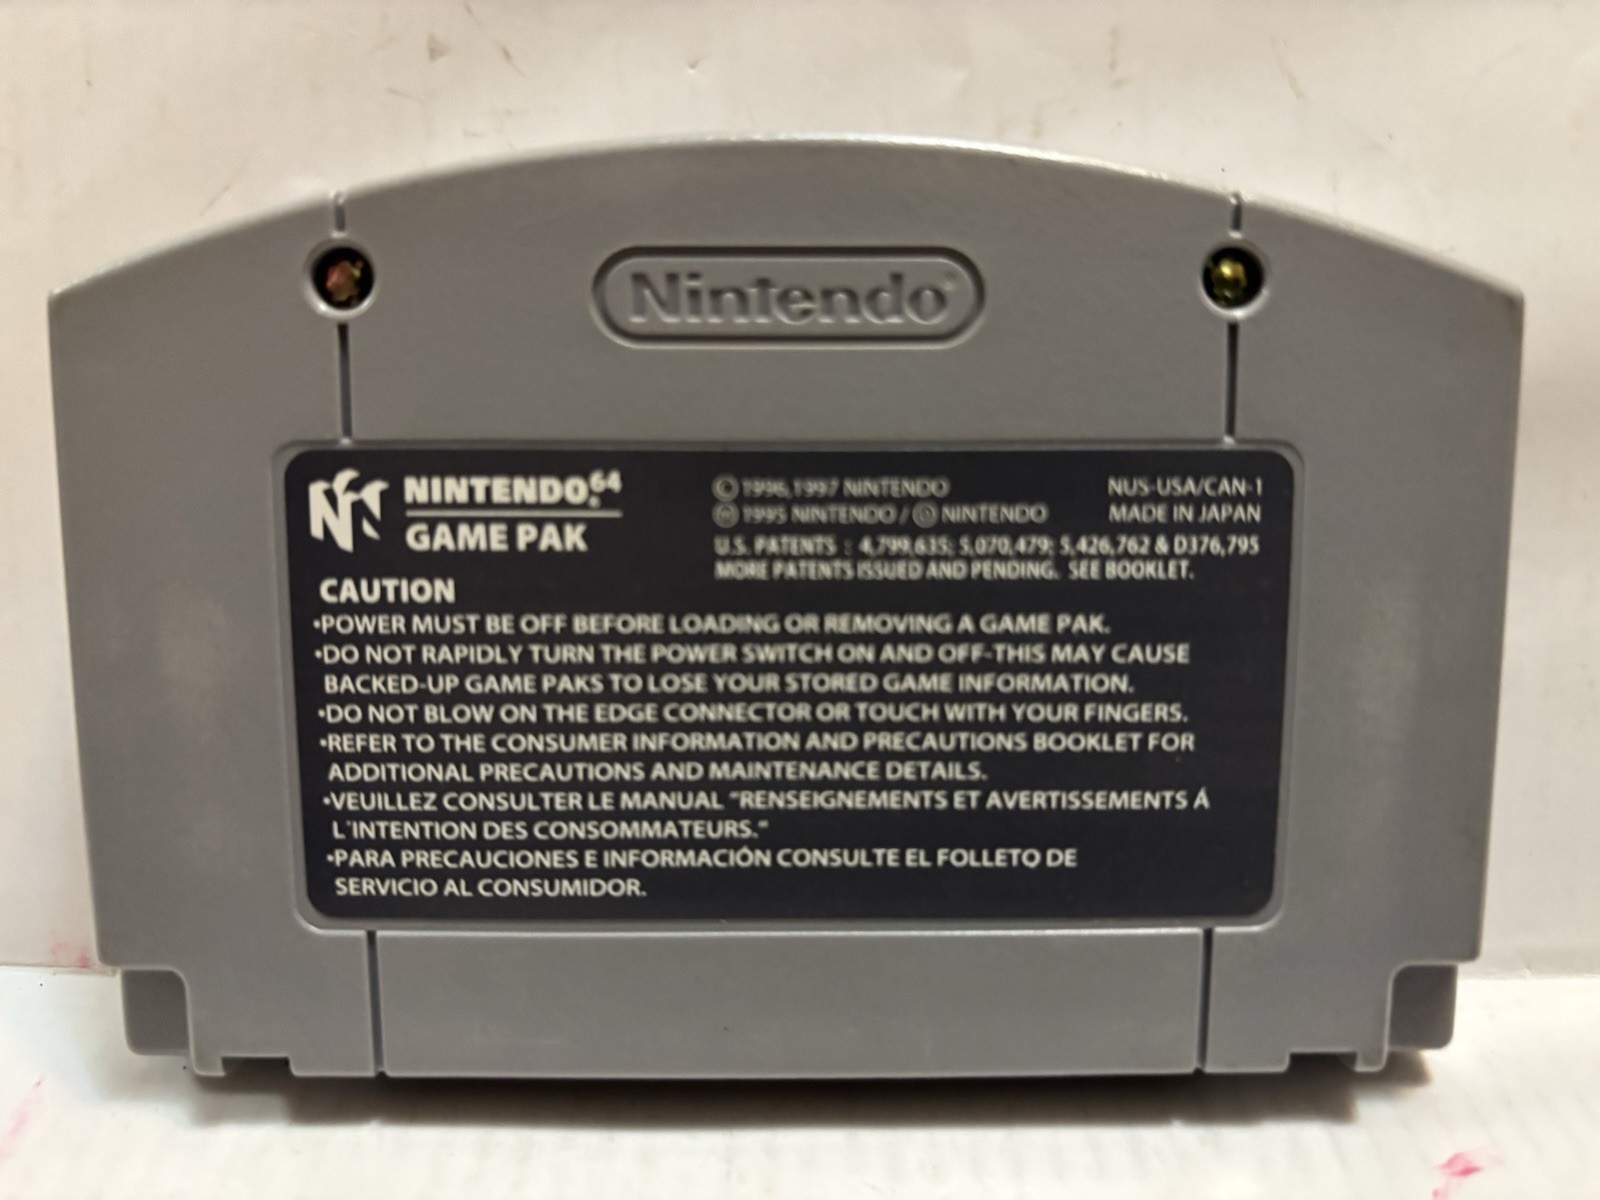 Nintendo
NINTENDO64
GAME PAK
© 1996,1997 NINTENDO
Ⓜ 1995 NINTENDO / Ⓓ NINTENDO
NUS-USA/CAN-1
MADE IN JAPAN
U.S. PATENTS : 4,799,635; 5,070,479; 5,426,762 & D376,795
MORE PATENTS ISSUED AND PENDING. SEE BOOKLET.
CAUTION
•POWER MUST BE OFF BEFORE LOADING OR REMOVING A GAME PAK.
•DO NOT RAPIDLY TURN THE POWER SWITCH ON AND OFF-THIS MAY CAUSE
BACKED-UP GAME PAKS TO LOSE YOUR STORED GAME INFORMATION.
•DO NOT BLOW ON THE EDGE CONNECTOR OR TOUCH WITH YOUR FINGERS.
•REFER TO THE CONSUMER INFORMATION AND PRECAUTIONS BOOKLET FOR
ADDITIONAL PRECAUTIONS AND MAINTENANCE DETAILS.
•VEUILLEZ CONSULTER LE MANUAL "RENSEIGNEMENTS ET AVERTISSEMENTS Á
L'INTENTION DES CONSOMMATEURS."
•PARA PRECAUCIONES E INFORMACIÓN CONSULTE EL FOLLETO DE
SERVICIO AL CONSUMIDOR.